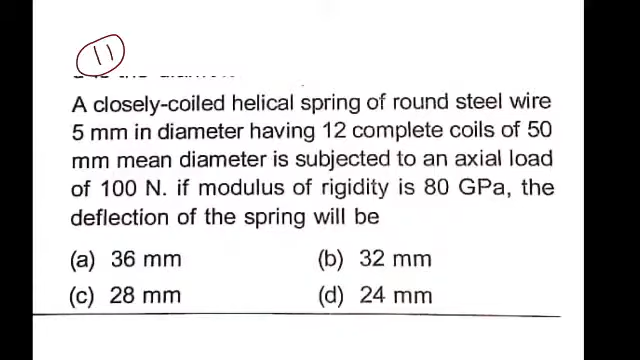 11
A closely-coiled helical spring of round steel wire
5 mm in diameter having 12 complete coils of 50
mm mean diameter is subjected to an axial load
of 100 N. if modulus of rigidity is 80 GPa, the
deflection of the spring will be
(a) 36 mm (b) 32 mm
(c) 28 mm (d) 24 mm